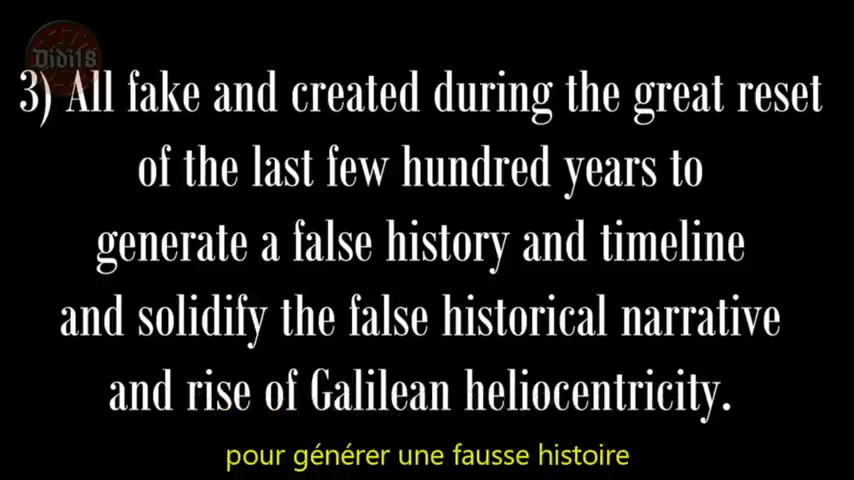 Didi18
3) All fake and created during the great reset
of the last few hundred years to
generate a false history and timeline
and solidify the false historical narrative
and rise of Galilean heliocentricity.
pour générer une fausse histoire